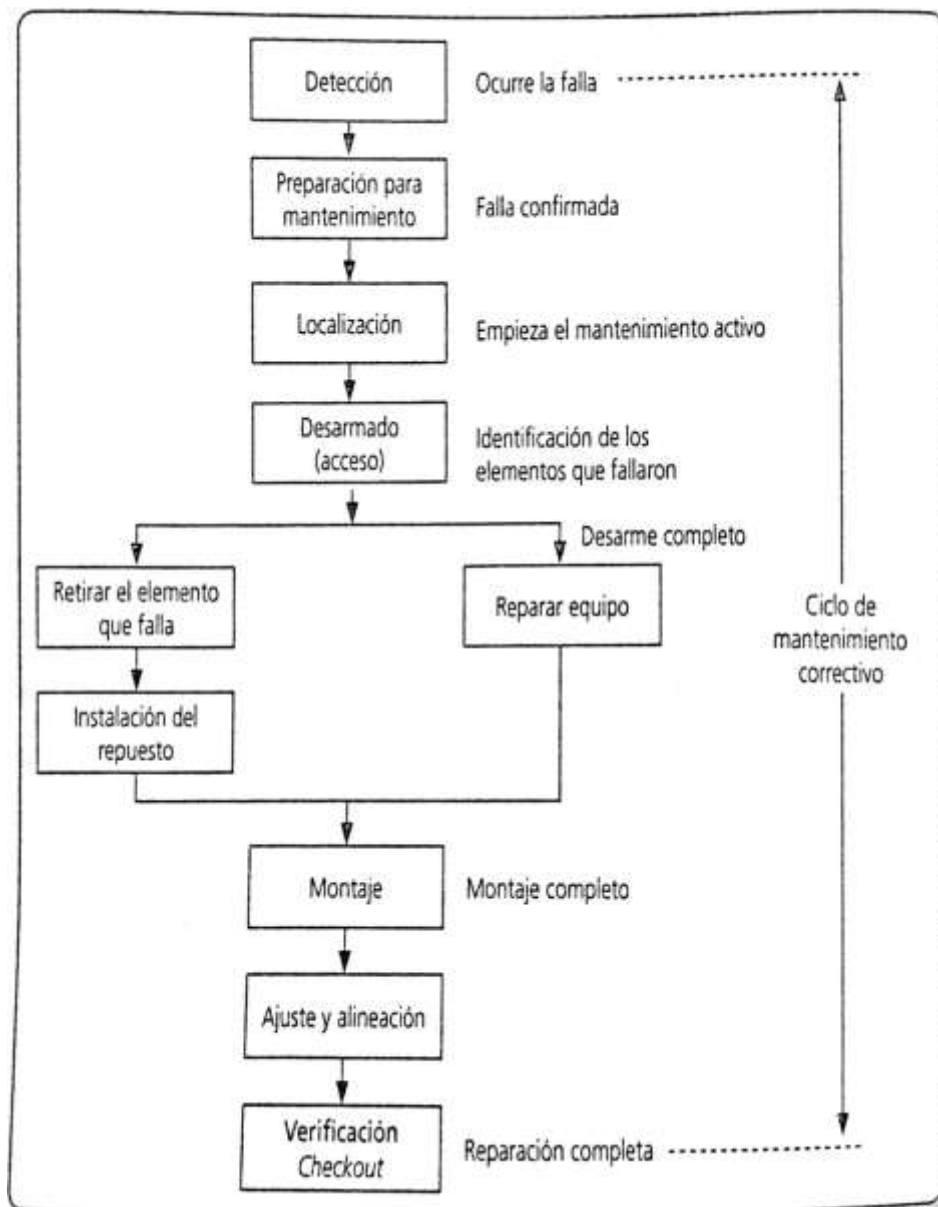 Detección
Ocurre la falla
Preparación para
mantenimiento
Falla confirmada
Localización
Empieza el mantenimiento activo
Desarmado
(acceso)
Identificación de los
elementos que fallaron
Desarme completo
Retirar el elemento
que falla
Reparar equipo
Ciclo de
mantenimiento
correctivo
Instalación del
repuesto
Montaje
Montaje completo
Ajuste y alineación
Verificación
Checkout
Reparación completa